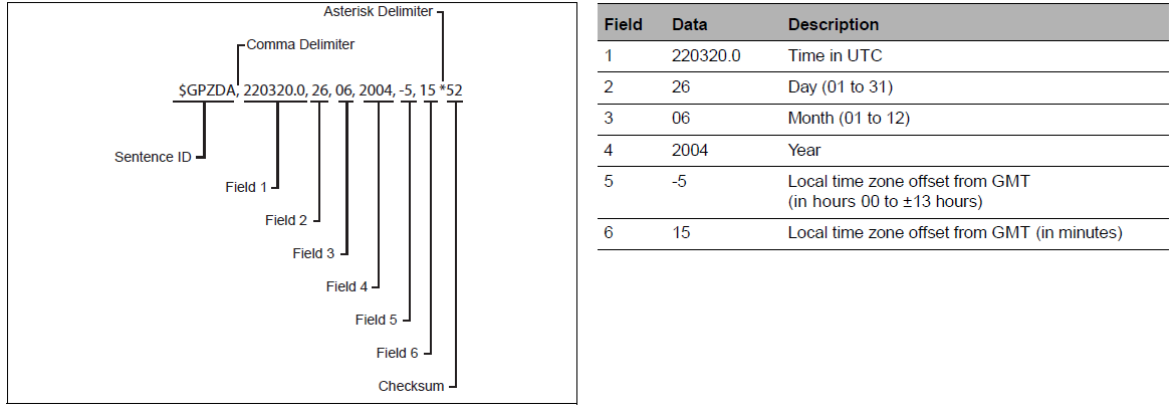 Asterisk Delimiter
Comma Delimiter
$GPZDA, 220320.0, 26, 06, 2004, -5, 15 *52
Sentence ID
Field 1
Field 2
Field 3
Field 4
Field 5
Field 6
Checksum
Field Data Description
1 220320.0 Time in UTC
2 26 Day (01 to 31)
3 06 Month (01 to 12)
4 2004 Year
5 -5 Local time zone offset from GMT
(in hours 00 to ±13 hours)
6 15 Local time zone offset from GMT (in minutes)